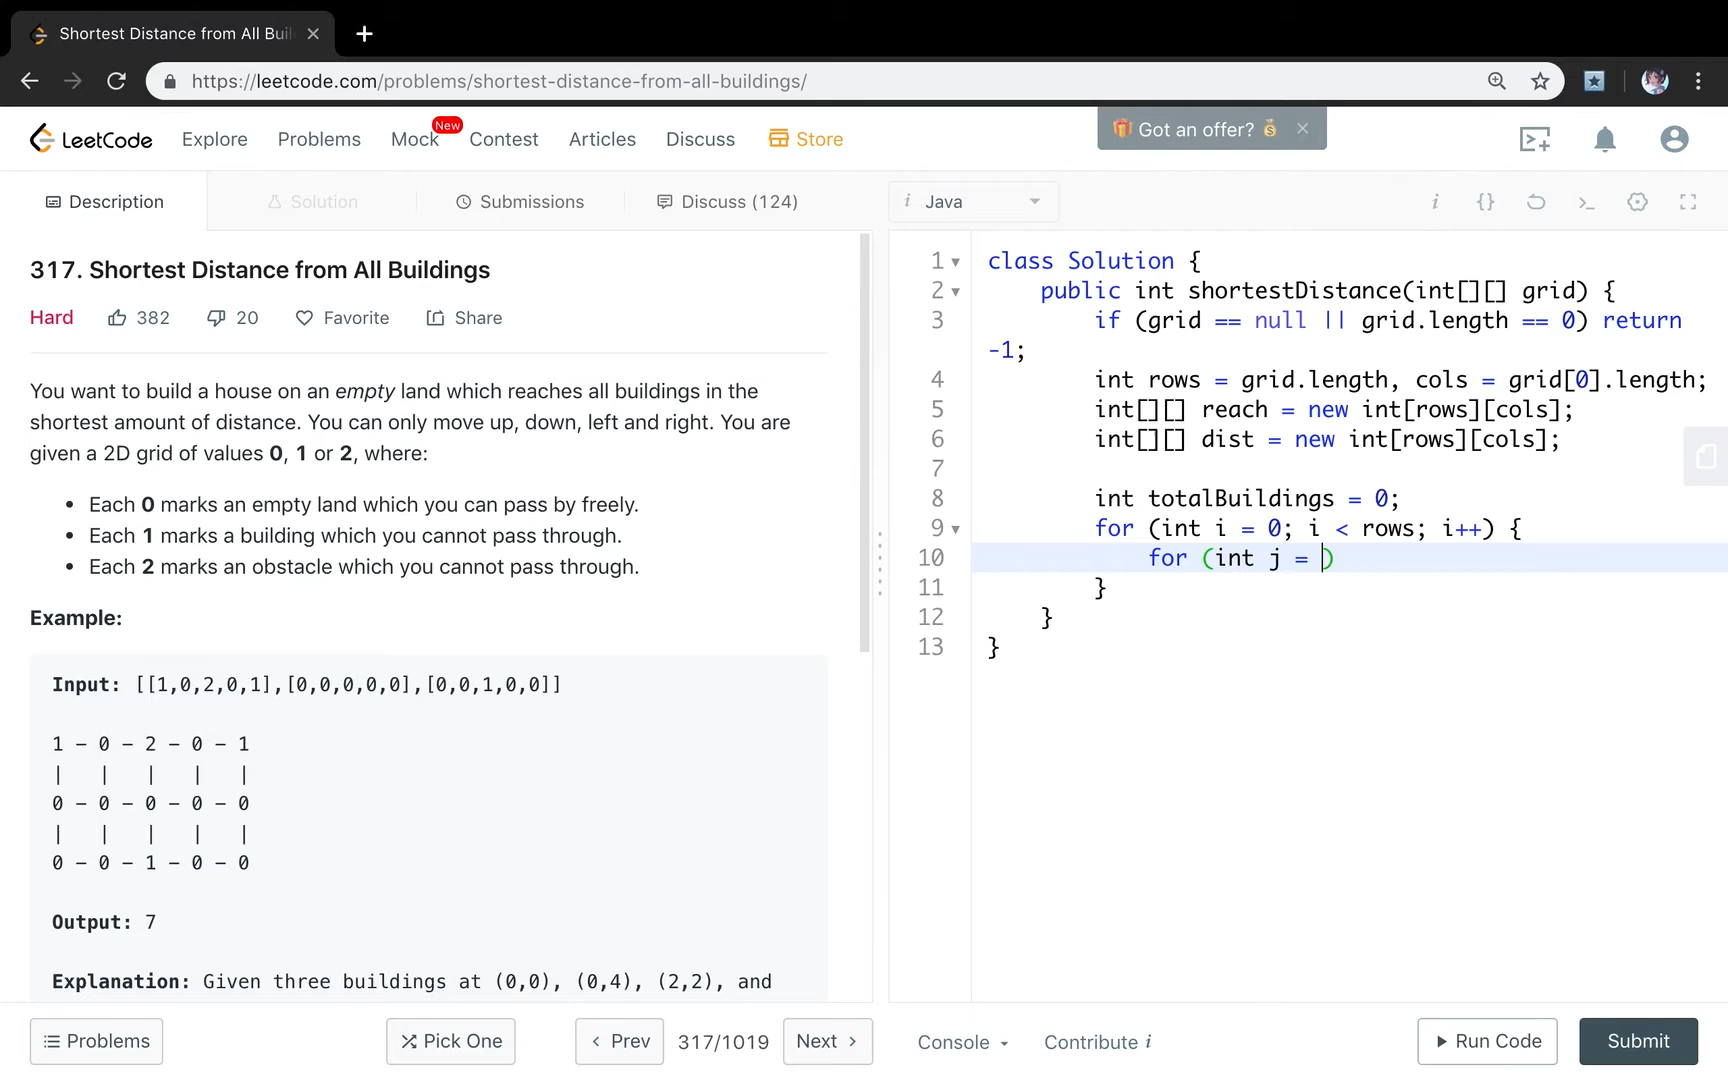 Shortest Distance from All Buil
https://leetcode.com/problems/shortest-distance-from-all-buildings/
LeetCode Explore Problems Mock New Contest Articles Discuss Store
🎁 Got an offer? 💰 ×
Description Solution Submissions Discuss (124)
i Java
317. Shortest Distance from All Buildings
Hard 382 20 Favorite Share
You want to build a house on an empty land which reaches all buildings in the
shortest amount of distance. You can only move up, down, left and right. You are
given a 2D grid of values 0, 1 or 2, where:
• Each 0 marks an empty land which you can pass by freely.
• Each 1 marks a building which you cannot pass through.
• Each 2 marks an obstacle which you cannot pass through.
Example:
Input: [[1,0,2,0,1],[0,0,0,0,0],[0,0,1,0,0]]
1 - 0 - 2 - 0 - 1
|   |   |   |   |
0 - 0 - 0 - 0 - 0
|   |   |   |   |
0 - 0 - 1 - 0 - 0
Output: 7
Explanation: Given three buildings at (0,0), (0,4), (2,2), and
1 class Solution {
2     public int shortestDistance(int[][] grid) {
3         if (grid == null || grid.length == 0) return
-1;
4         int rows = grid.length, cols = grid[0].length;
5         int[][] reach = new int[rows][cols];
6         int[][] dist = new int[rows][cols];
7
8         int totalBuildings = 0;
9         for (int i = 0; i < rows; i++) {
10             for (int j = )
11         }
12     }
13 }
Problems Pick One < Prev 317/1019 Next > Console Contribute i Run Code Submit